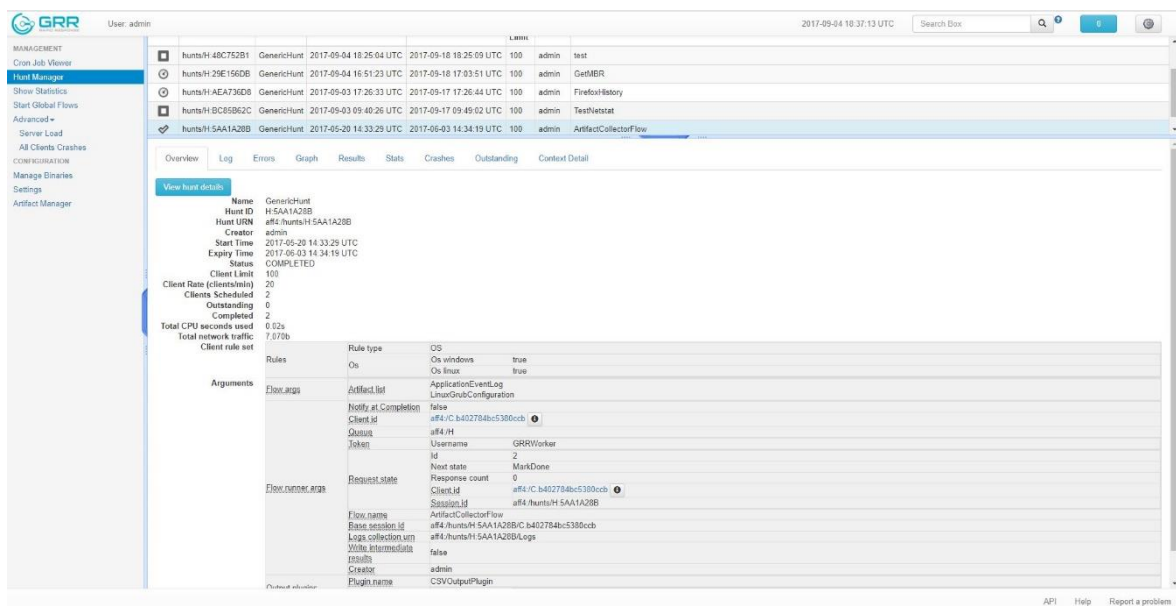 GRR
User: admin
2017-09-04 18:37:13 UTC
Search Box
MANAGEMENT
Cron Job Viewer
Hunt Manager
Show Statistics
Start Global Flows
Advanced
Server Load
All Clients Crashes
CONFIGURATION
Manage Binaries
Settings
Artifact Manager
Limit
hunts/H:48C752B1 GenericHunt 2017-09-04 18:25:04 UTC 2017-09-18 18:25:09 UTC 100 admin test
hunts/H:29E156DB GenericHunt 2017-09-04 16:51:23 UTC 2017-09-18 17:03:51 UTC 100 admin GetMBR
hunts/H:AEA736D8 GenericHunt 2017-09-03 17:26:33 UTC 2017-09-17 17:26:44 UTC 100 admin FirefoxHistory
hunts/H:BC85B62C GenericHunt 2017-09-03 09:40:26 UTC 2017-09-17 09:49:02 UTC 100 admin TestNetstat
hunts/H:5AA1A28B GenericHunt 2017-05-20 14:33:29 UTC 2017-06-03 14:34:19 UTC 100 admin ArtifactCollectorFlow
Overview Log Errors Graph Results Stats Crashes Outstanding Context Detail
View hunt details
Name GenericHunt
Hunt ID H:5AA1A28B
Hunt URN aff4:/hunts/H:5AA1A28B
Creator admin
Start Time 2017-05-20 14:33:29 UTC
Expiry Time 2017-06-03 14:34:19 UTC
Status COMPLETED
Client Limit 100
Client Rate (clients/min) 20
Clients Scheduled 2
Outstanding 0
Completed 2
Total CPU seconds used 0.02s
Total network traffic 7,070b
Client rule set
Rules
Rule type OS
Os
Os windows true
Os linux true
Arguments
Flow args
Artifact list
ApplicationEventLog
LinuxGrubConfiguration
Flow runner args
Notify at Completion false
Client id aff4:/C.b402784bc5380ccb
Queue aff4:/H
Token Username GRRWorker
Request state
Id 2
Next state MarkDone
Response count 0
Client id aff4:/C.b402784bc5380ccb
Session id aff4:/hunts/H:5AA1A28B
Flow name ArtifactCollectorFlow
Base session id aff4:/hunts/H:5AA1A28B/C.b402784bc5380ccb
Logs collection urn aff4:/hunts/H:5AA1A28B/Logs
Write intermediate results false
Creator admin
Output plugins
Plugin name CSVOutputPlugin
API Help Report a problem